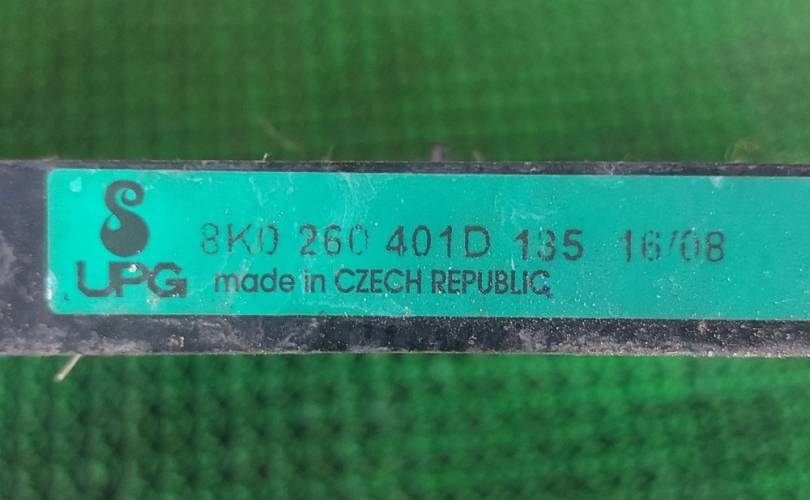 8K0 260 401D 135 16/08
UPG made in CZECH REPUBLIC